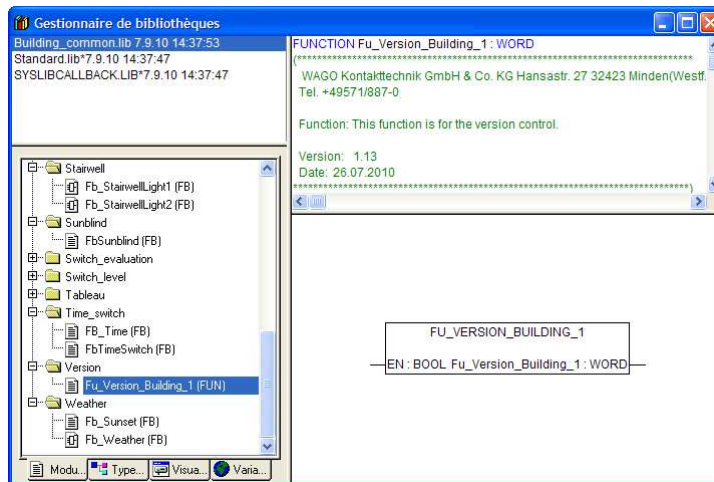 Gestionnaire de bibliothèques
Building_common.lib 7.9.10 14:37:53
Standard.lib*7.9.10 14:37:47
SYSLIBCALLBACK.LIB*7.9.10 14:37:47
FUNCTION Fu_Version_Building_1 : WORD
(***********************************************************************************
WAGO Kontakttechnik GmbH & Co. KG Hansastr. 27 32423 Minden(Westf.
Tel. +49571/887-0
Function: This function is for the version control.
Version: 1.13
Date: 26.07.2010
***********************************************************************************)
Stairwell
Fb_StairwellLight1 (FB)
Fb_StairwellLight2 (FB)
Sunblind
FbSunblind (FB)
Switch_evaluation
Switch_level
Tableau
Time_switch
FB_Time (FB)
FbTimeSwitch (FB)
Version
Fu_Version_Building_1 (FUN)
Weather
Fb_Sunset (FB)
Fb_Weather (FB)
Modu... Type... Visua... Varia...
FU_VERSION_BUILDING_1
EN : BOOL Fu_Version_Building_1 : WORD